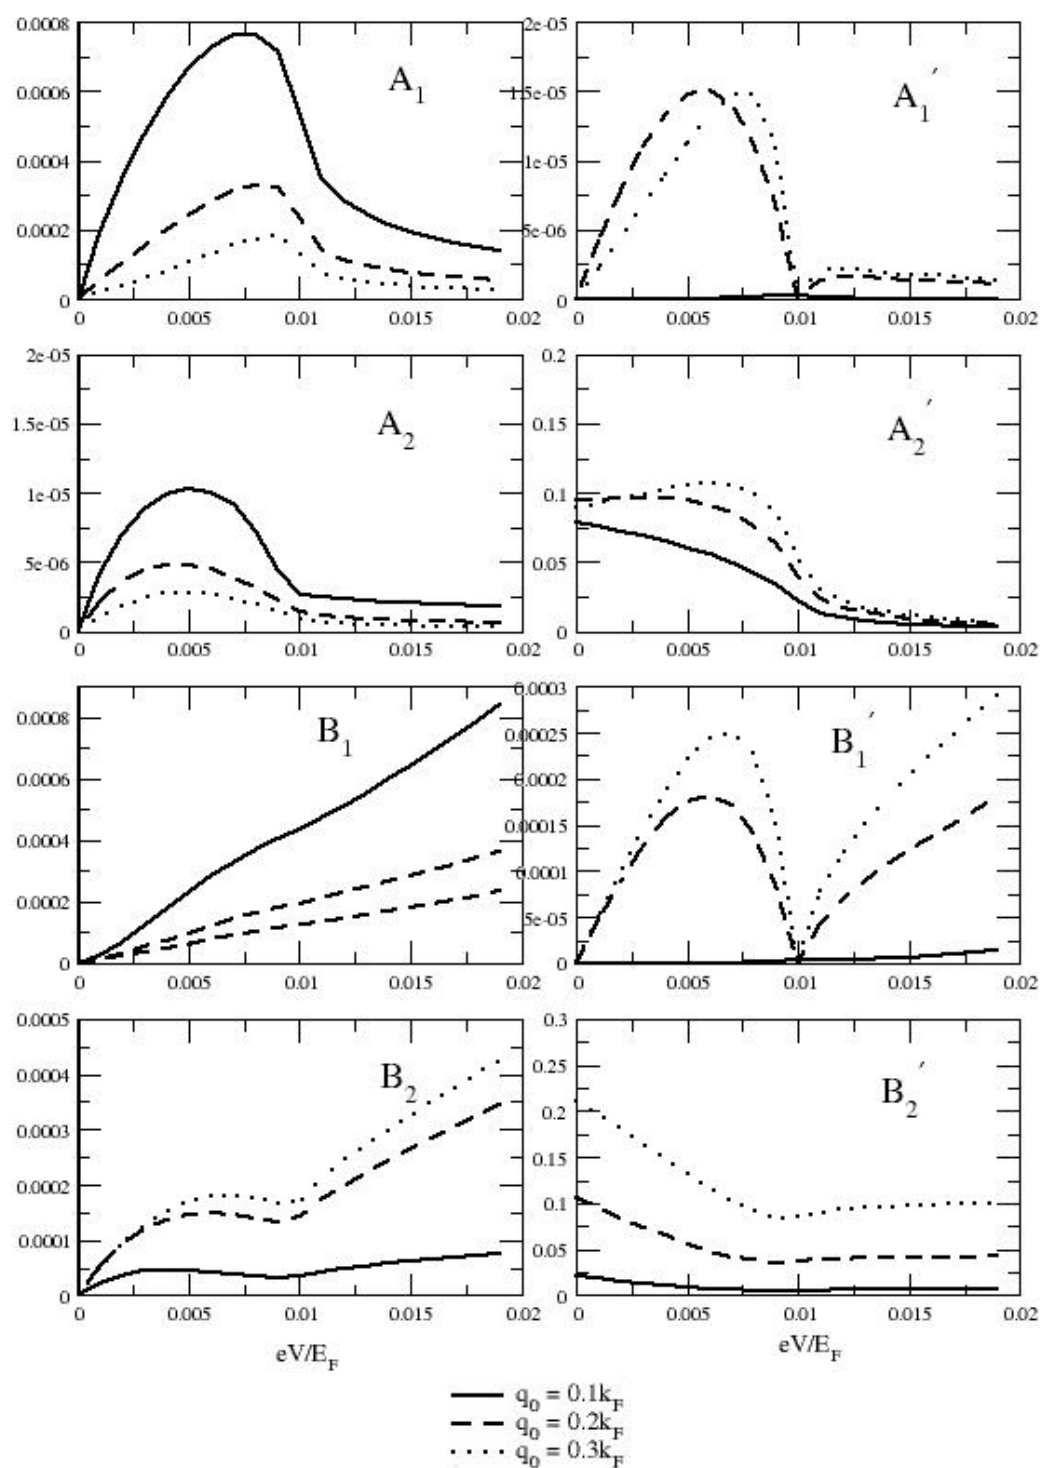 0.0008
0.0006
0.0004
0.0002
0
A₁
0 0.005 0.01 0.015 0.02
2e-05
1.5e-05
1e-05
5e-06
0
A₁′
0 0.005 0.01 0.015 0.02
2e-05
1.5e-05
1e-05
5e-06
0
A₂
0 0.005 0.01 0.015 0.02
0.2
0.15
0.1
0.05
0
A₂′
0 0.005 0.01 0.015 0.02
0.0008
0.0006
0.0004
0.0002
0
B₁
0 0.005 0.01 0.015 0.02
0.0003
0.00025
0.0002
0.00015
0.0001
5e-05
0
B₁′
0 0.005 0.01 0.015 0.02
0.0005
0.0004
0.0003
0.0002
0.0001
0
B₂
0 0.005 0.01 0.015 0.02
eV/E_F
0.3
0.25
0.2
0.15
0.1
0.05
0
B₂′
0 0.005 0.01 0.015 0.02
eV/E_F
q₀ = 0.1k_F
q₀ = 0.2k_F
q₀ = 0.3k_F